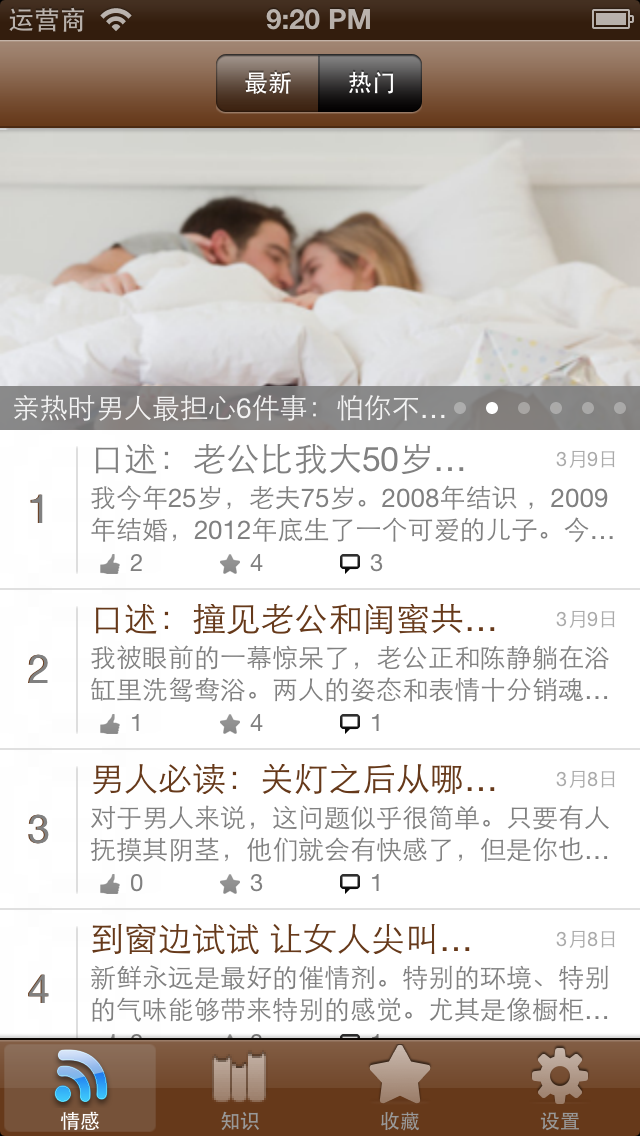 运营商 9:20 PM
最新 热门
亲热时男人最担心6件事：怕你不…
口述：老公比我大50岁… 3月9日
1
我今年25岁，老夫75岁。2008年结识 ，2009
年结婚，2012年底生了一个可爱的儿子。今…
2 4 3
口述：撞见老公和闺蜜共… 3月9日
2
我被眼前的一幕惊呆了，老公正和陈静躺在浴
缸里洗鸳鸯浴。两人的姿态和表情十分销魂…
1 4 1
男人必读：关灯之后从哪… 3月8日
3
对于男人来说，这问题似乎很简单。只要有人
抚摸其阴茎，他们就会有快感了，但是你也…
0 3 1
到窗边试试 让女人尖叫… 3月8日
4
新鲜永远是最好的催情剂。特别的环境、特别
的气味能够带来特别的感觉。尤其是像橱柜…
情感 知识 收藏 设置